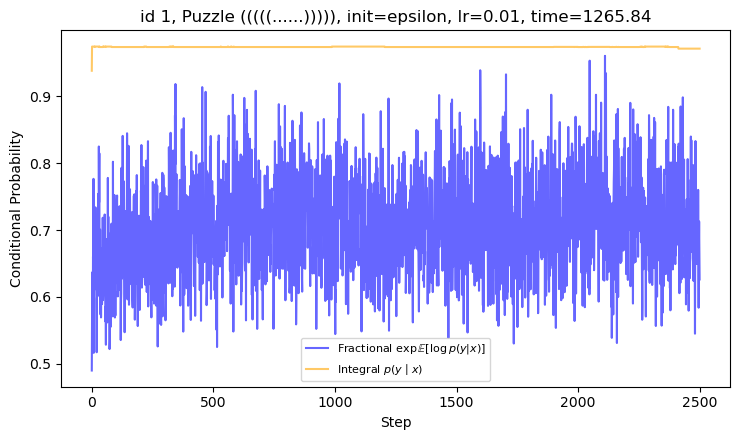 id 1, Puzzle (((((......))))), init=epsilon, lr=0.01, time=1265.84
Conditional Probability
0.9
0.8
0.7
0.6
0.5
Fractional exp𝔼[log p(y|x)]
Integral p(y | x)
0 500 1000 1500 2000 2500
Step